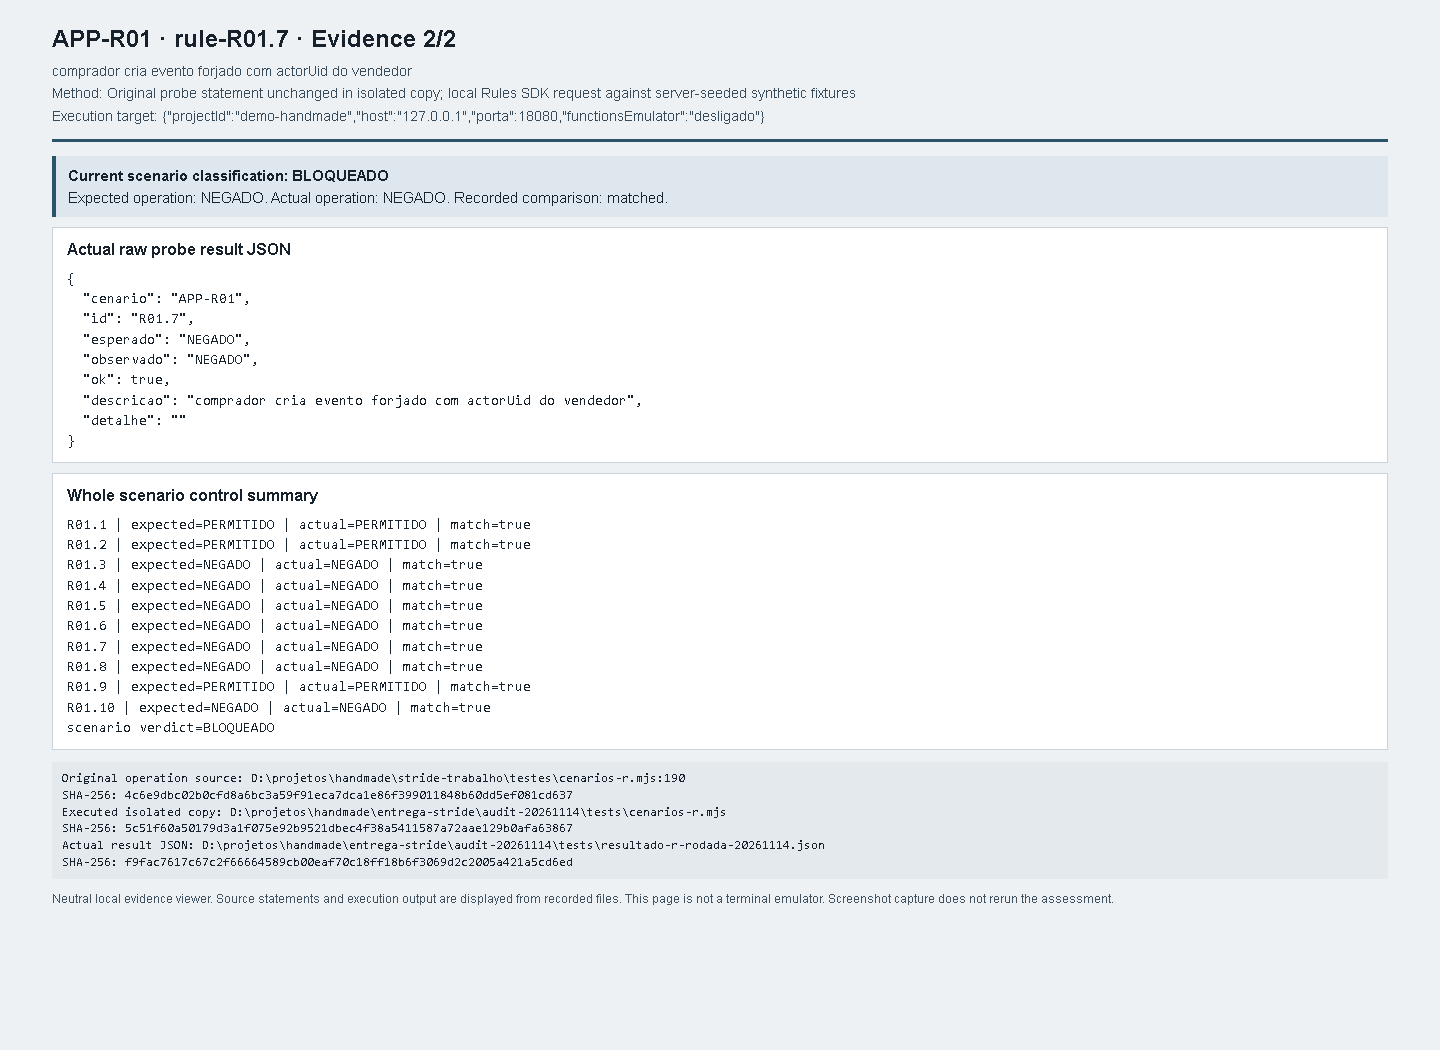 APP-R01 · rule-R01.7 · Evidence 2/2
comprador cria evento forjado com actorUid do vendedor
Method: Original probe statement unchanged in isolated copy; local Rules SDK request against server-seeded synthetic fixtures
Execution target: {"projectId":"demo-handmade","host":"127.0.0.1","porta":18080,"functionsEmulator":"desligado"}
Current scenario classification: BLOQUEADO
Expected operation: NEGADO. Actual operation: NEGADO. Recorded comparison: matched.
Actual raw probe result JSON
{
"cenario": "APP-R01",
"id": "R01.7",
"esperado": "NEGADO",
"observado": "NEGADO",
"ok": true,
"descricao": "comprador cria evento forjado com actorUid do vendedor",
"detalhe": ""
}
Whole scenario control summary
R01.1 | expected=PERMITIDO | actual=PERMITIDO | match=true
R01.2 | expected=PERMITIDO | actual=PERMITIDO | match=true
R01.3 | expected=NEGADO | actual=NEGADO | match=true
R01.4 | expected=NEGADO | actual=NEGADO | match=true
R01.5 | expected=NEGADO | actual=NEGADO | match=true
R01.6 | expected=NEGADO | actual=NEGADO | match=true
R01.7 | expected=NEGADO | actual=NEGADO | match=true
R01.8 | expected=NEGADO | actual=NEGADO | match=true
R01.9 | expected=PERMITIDO | actual=PERMITIDO | match=true
R01.10 | expected=NEGADO | actual=NEGADO | match=true
scenario verdict=BLOQUEADO
Original operation source: D:\projetos\handmade\stride-trabalho\testes\cenarios-r.mjs:190
SHA-256: 4c6e9dbc02b0cfd8a6bc3a59f91eca7dca1e86f399011848b60dd5ef081cd637
Executed isolated copy: D:\projetos\handmade\entrega-stride\audit-20261114\tests\cenarios-r.mjs
SHA-256: 5c51f60a50179d3a1f075e92b9521dbec4f38a5411587a72aae129b0afa63867
Actual result JSON: D:\projetos\handmade\entrega-stride\audit-20261114\tests\resultado-r-rodada-20261114.json
SHA-256: f9fac7617c67c2f66664589cb00eaf70c18ff18b6f3069d2c2005a421a5cd6ed
Neutral local evidence viewer. Source statements and execution output are displayed from recorded files. This page is not a terminal emulator. Screenshot capture does not rerun the assessment.